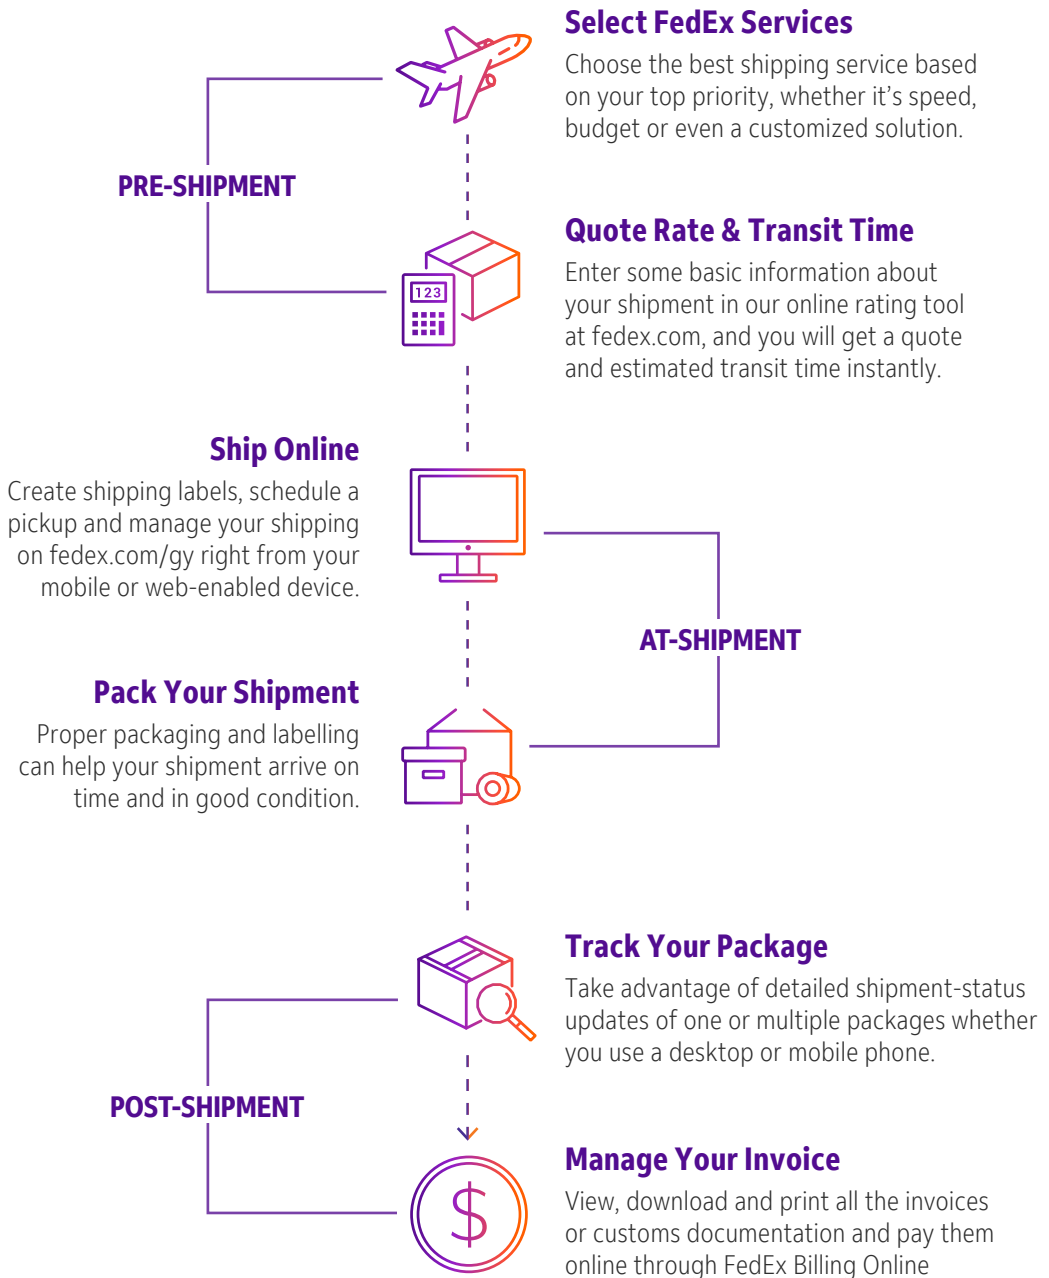 Select FedEx Services
Choose the best shipping service based
on your top priority, whether it’s speed,
budget or even a customized solution.
PRE-SHIPMENT
Quote Rate & Transit Time
Enter some basic information about
your shipment in our online rating tool
at fedex.com, and you will get a quote
and estimated transit time instantly.
123
Ship Online
Create shipping labels, schedule a
pickup and manage your shipping
on fedex.com/gy right from your
mobile or web-enabled device.
AT-SHIPMENT
Pack Your Shipment
Proper packaging and labelling
can help your shipment arrive on
time and in good condition.
Track Your Package
Take advantage of detailed shipment-status
updates of one or multiple packages whether
you use a desktop or mobile phone.
POST-SHIPMENT
Manage Your Invoice
View, download and print all the invoices
or customs documentation and pay them
online through FedEx Billing Online
$